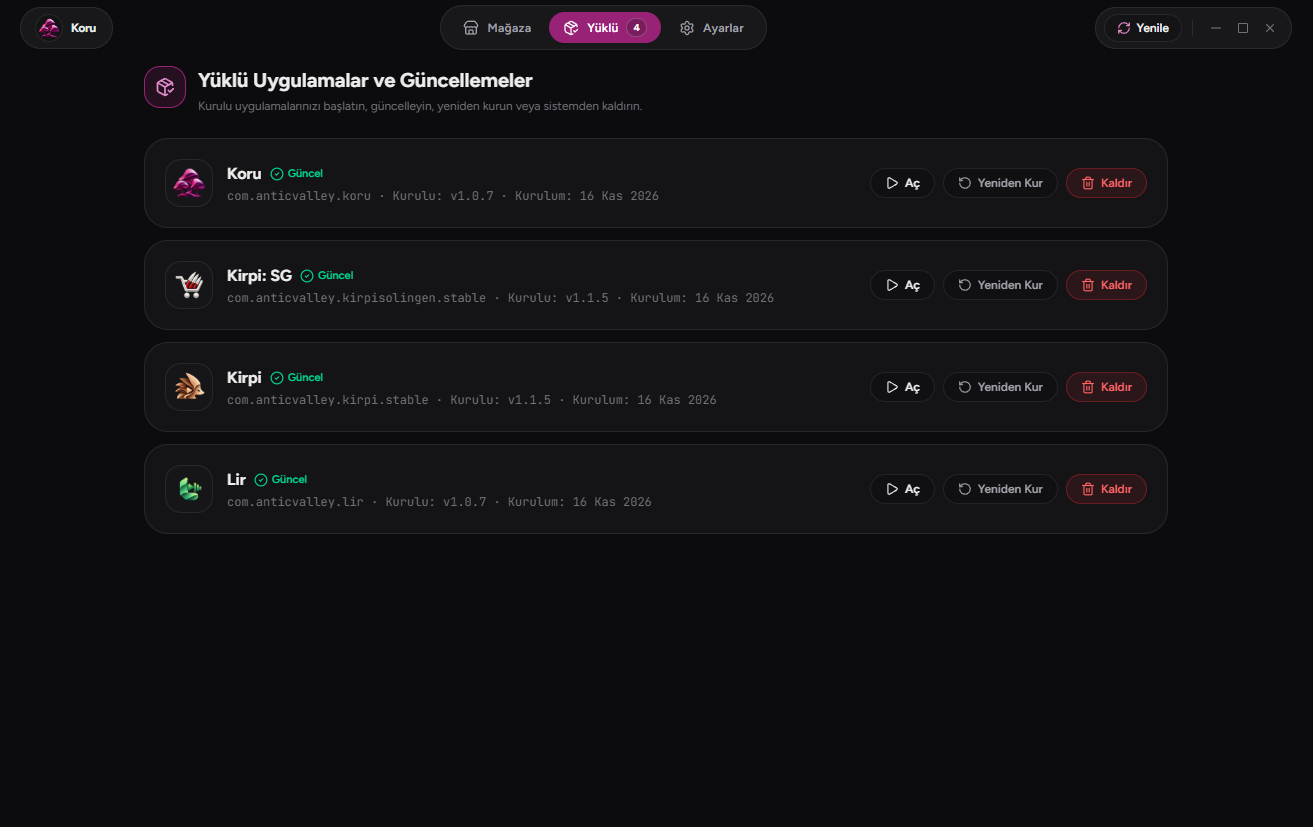 Koru
Mağaza
Yüklü 4
Ayarlar
Yenile
Yüklü Uygulamalar ve Güncellemeler
Kurulu uygulamalarınızı başlatın, güncelleyin, yeniden kurun veya sistemden kaldırın.
Koru Güncel
com.anticvalley.koru · Kurulu: v1.0.7 · Kurulum: 16 Kas 2026
Aç
Yeniden Kur
Kaldır
Kirpi: SG Güncel
com.anticvalley.kirpisolingen.stable · Kurulu: v1.1.5 · Kurulum: 16 Kas 2026
Aç
Yeniden Kur
Kaldır
Kirpi Güncel
com.anticvalley.kirpi.stable · Kurulu: v1.1.5 · Kurulum: 16 Kas 2026
Aç
Yeniden Kur
Kaldır
Lir Güncel
com.anticvalley.lir · Kurulu: v1.0.7 · Kurulum: 16 Kas 2026
Aç
Yeniden Kur
Kaldır